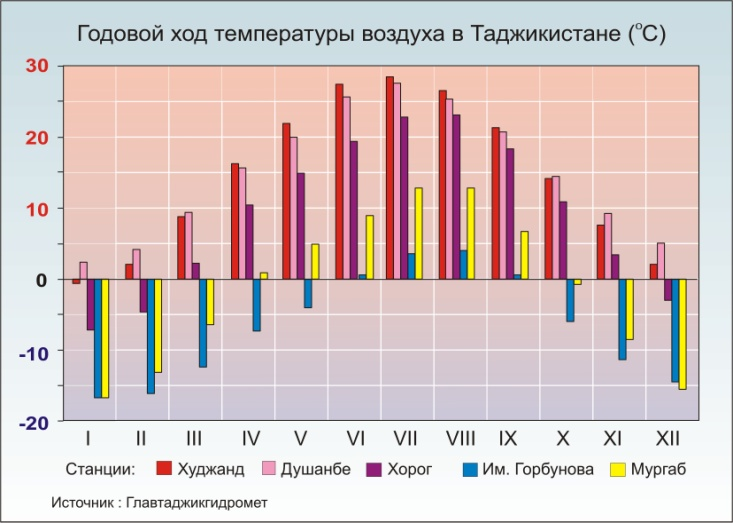 Годовой ход температуры воздуха в Таджикистане (°С)
30
20
10
0
-10
-20
I II III IV V VI VII VIII IX X XI XII
Станции: Худжанд Душанбе Хорог Им. Горбунова Мургаб
Источник : Главтаджикгидромет